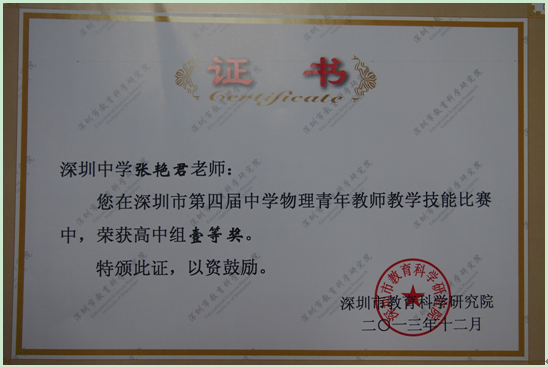 证书
Certificate
深圳中学张艳君老师：
您在深圳市第四届中学物理青年教师教学技能比赛
中，荣获高中组壹等奖。
特颁此证，以资鼓励。
深圳市教育科学研究院
二〇一三年十二月